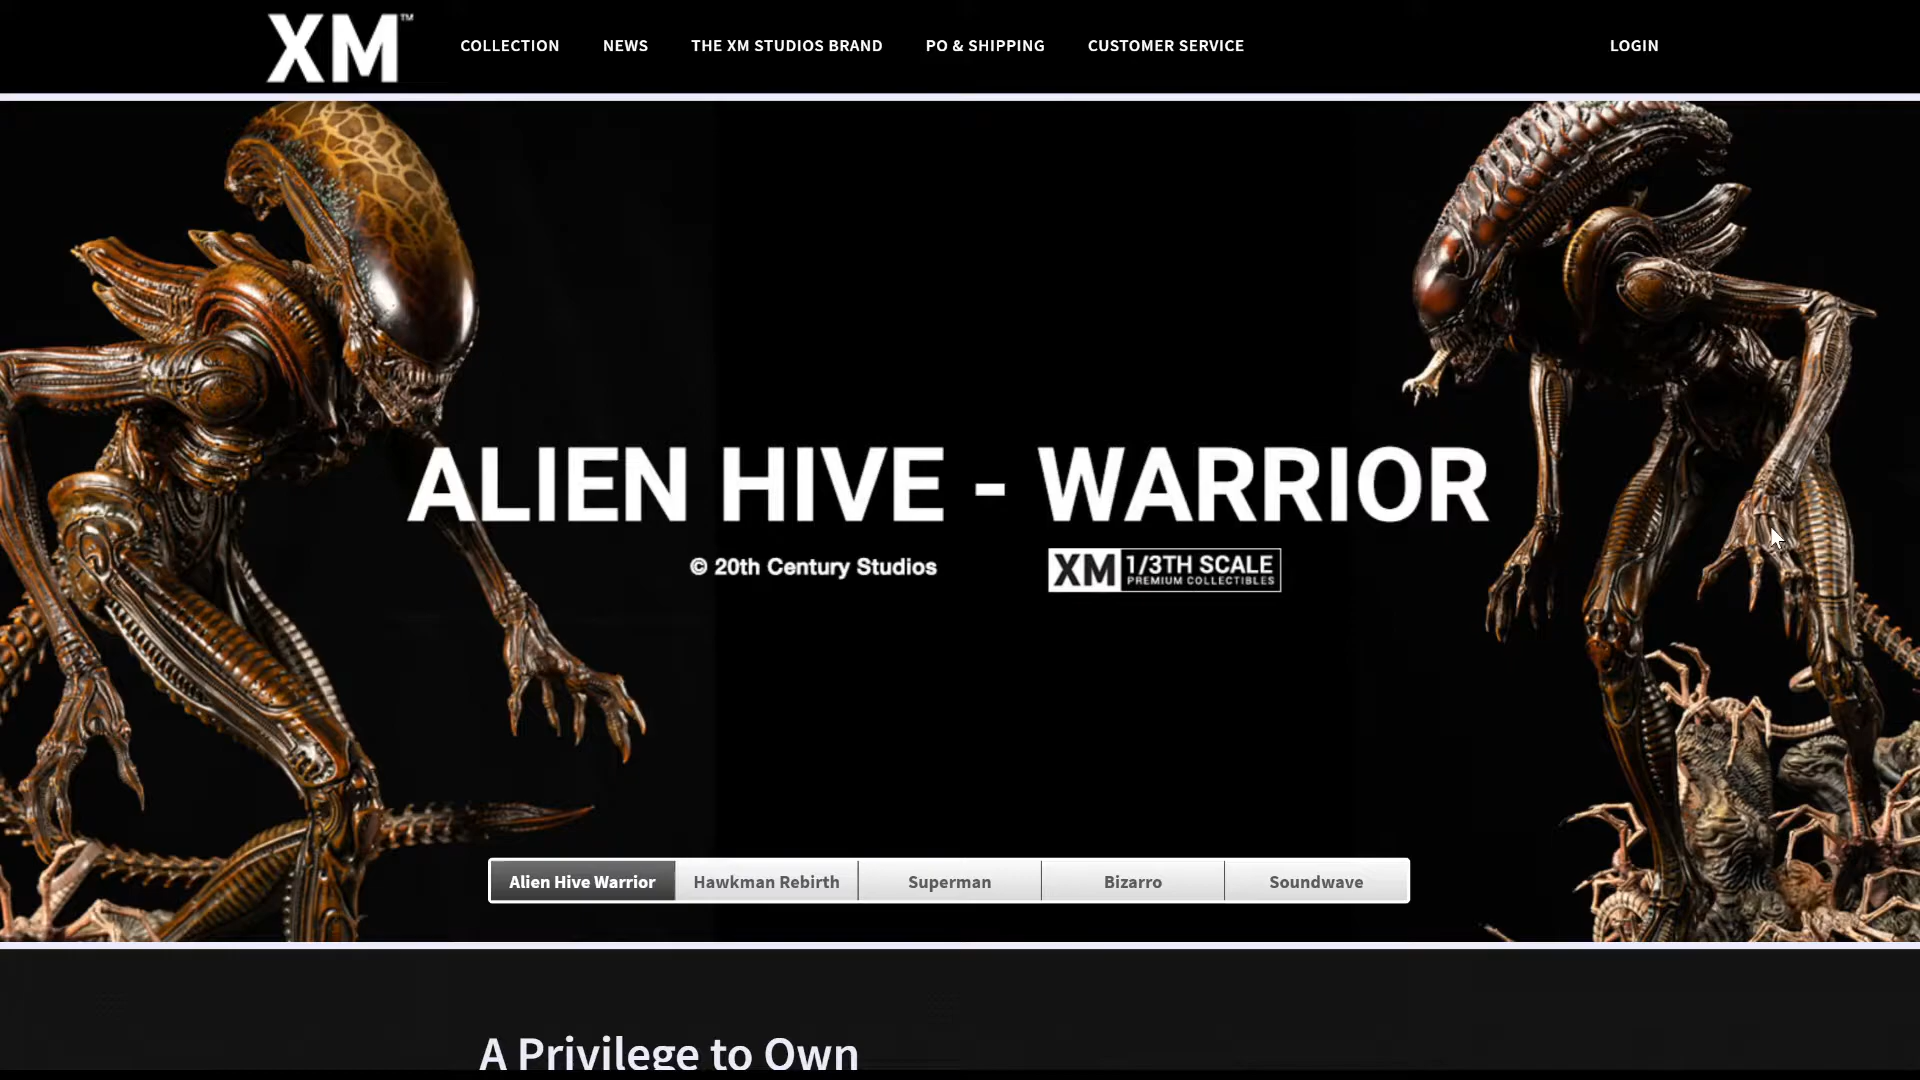 XM™
COLLECTION
NEWS
THE XM STUDIOS BRAND
PO & SHIPPING
CUSTOMER SERVICE
LOGIN
ALIEN HIVE - WARRIOR
© 20th Century Studios
XM 1/3TH SCALE
PREMIUM COLLECTIBLES
Alien Hive Warrior
Hawkman Rebirth
Superman
Bizarro
Soundwave
A Privilege to Own